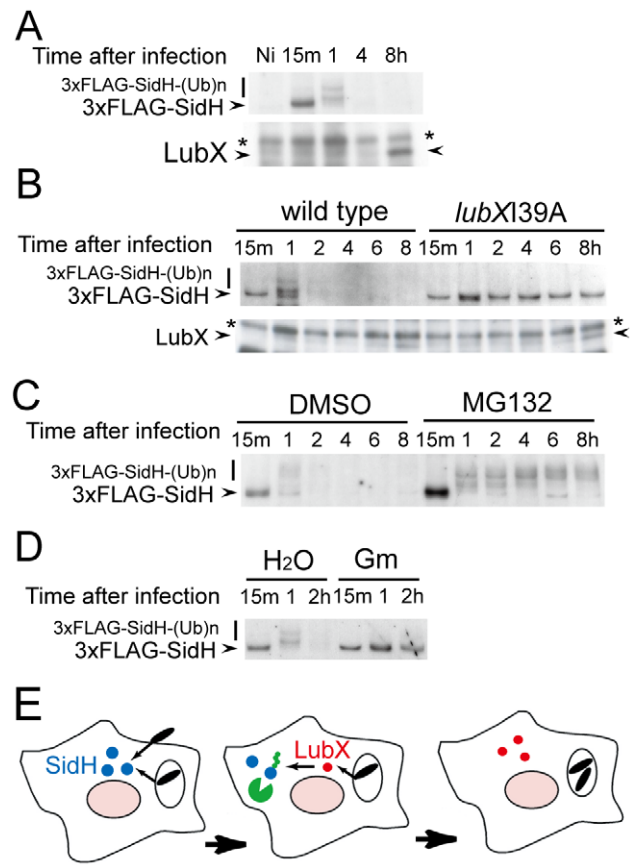 A
Time after infection Ni 15m 1 4 8h
3xFLAG-SidH-(Ub)n
3xFLAG-SidH
* *
LubX
B
wild type lubXI39A
Time after infection 15m 1 2 4 6 8 15m 1 2 4 6 8h
3xFLAG-SidH-(Ub)n
3xFLAG-SidH
* *
LubX
C
DMSO MG132
Time after infection 15m 1 2 4 6 8 15m 1 2 4 6 8h
3xFLAG-SidH-(Ub)n
3xFLAG-SidH
D
H2O Gm
Time after infection 15m 1 2h 15m 1 2h
3xFLAG-SidH-(Ub)n
3xFLAG-SidH
E
SidH LubX